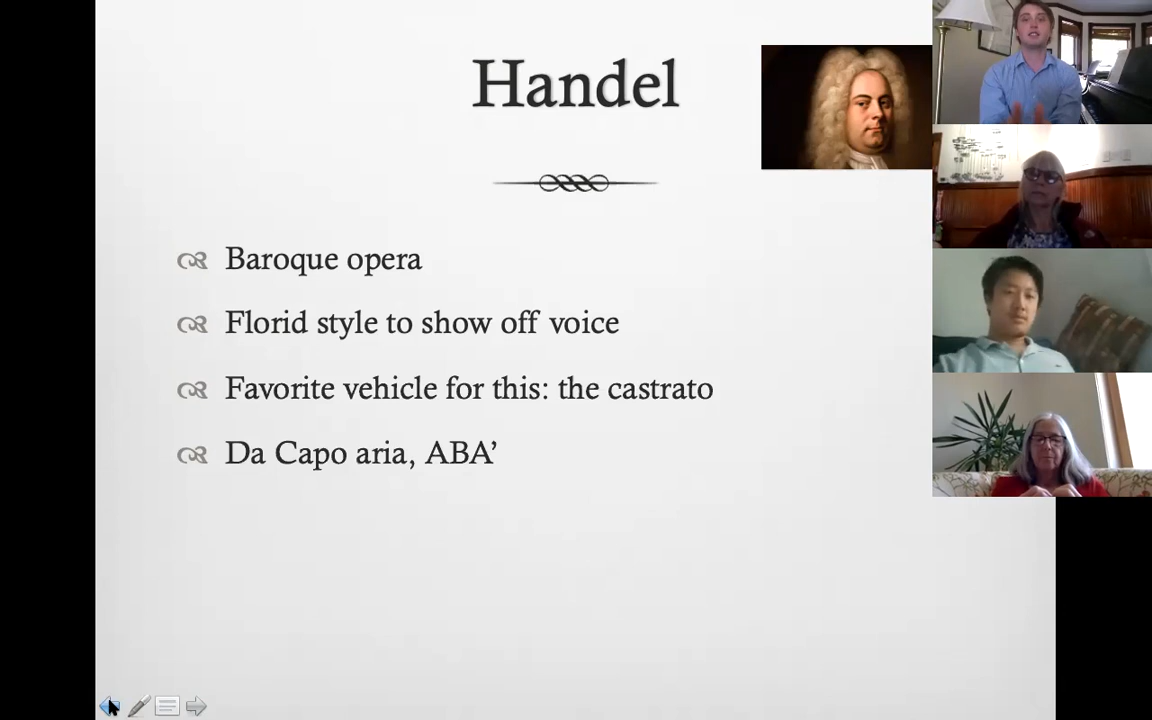 Handel
Baroque opera
Florid style to show off voice
Favorite vehicle for this: the castrato
Da Capo aria, ABA’